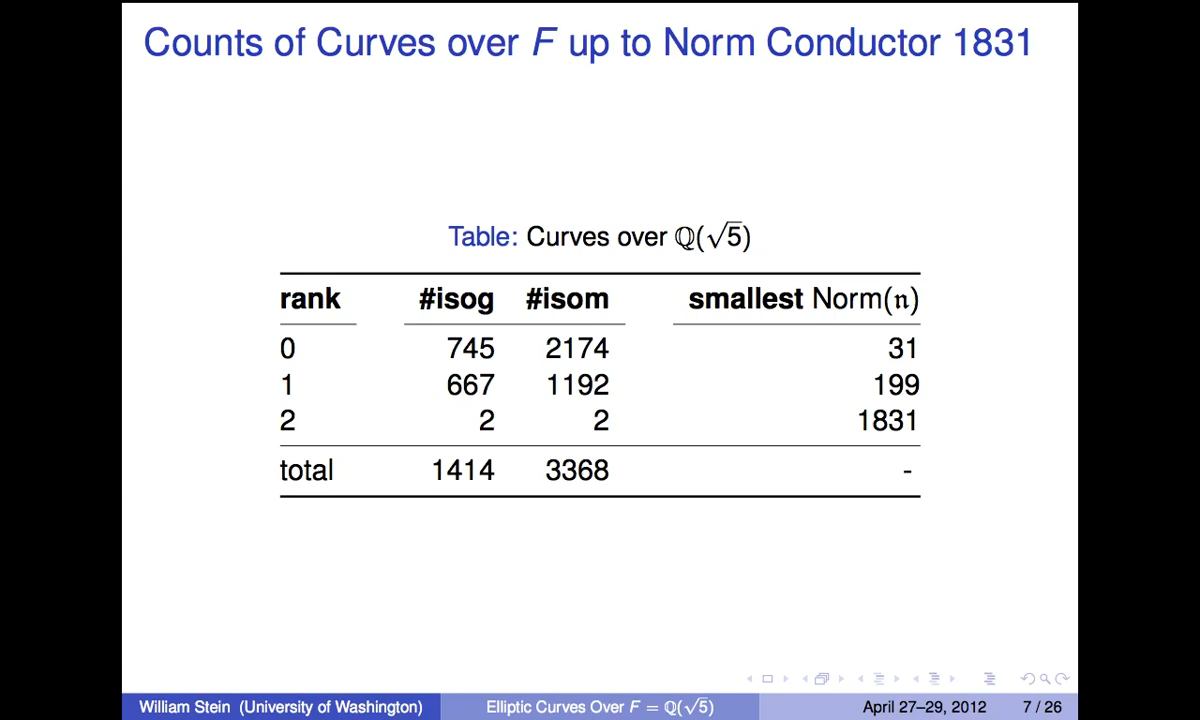 Counts of Curves over F up to Norm Conductor 1831
Table: Curves over ℚ(√5)
rank #isog #isom smallest Norm(𝔫)
0 745 2174 31
1 667 1192 199
2 2 2 1831
total 1414 3368 -
William Stein (University of Washington) Elliptic Curves Over F = ℚ(√5) April 27–29, 2012 7 / 26